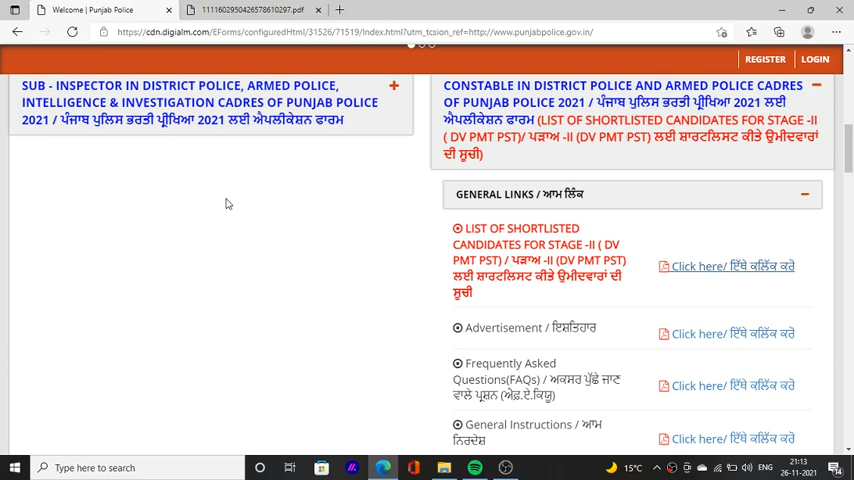 Welcome | Punjab Police
1111602950426578610297.pdf
https://cdn.digialm.com/EForms/configuredHtml/31526/71519/Index.html?utm_tcsion_ref=http://www.punjabpolice.gov.in/
REGISTER LOGIN
SUB - INSPECTOR IN DISTRICT POLICE, ARMED POLICE,
INTELLIGENCE & INVESTIGATION CADRES OF PUNJAB POLICE
2021 / ਪੰਜਾਬ ਪੁਲਿਸ ਭਰਤੀ ਪ੍ਰੀਖਿਆ 2021 ਲਈ ਐਪਲੀਕੇਸ਼ਨ ਫਾਰਮ
CONSTABLE IN DISTRICT POLICE AND ARMED POLICE CADRES
OF PUNJAB POLICE 2021 / ਪੰਜਾਬ ਪੁਲਿਸ ਭਰਤੀ ਪ੍ਰੀਖਿਆ 2021 ਲਈ
ਐਪਲੀਕੇਸ਼ਨ ਫਾਰਮ (LIST OF SHORTLISTED CANDIDATES FOR STAGE -II
( DV PMT PST)/ ਪੜਾਅ -II (DV PMT PST) ਲਈ ਸ਼ਾਰਟਲਿਸਟ ਕੀਤੇ ਉਮੀਦਵਾਰਾਂ
ਦੀ ਸੂਚੀ)
GENERAL LINKS / ਆਮ ਲਿੰਕ
LIST OF SHORTLISTED
CANDIDATES FOR STAGE -II ( DV
PMT PST) / ਪੜਾਅ -II (DV PMT PST)
ਲਈ ਸ਼ਾਰਟਲਿਸਟ ਕੀਤੇ ਉਮੀਦਵਾਰਾਂ ਦੀ
ਸੂਚੀ
Click here/ ਇੱਥੇ ਕਲਿੱਕ ਕਰੋ
Advertisement / ਇਸ਼ਤਿਹਾਰ
Click here/ ਇੱਥੇ ਕਲਿੱਕ ਕਰੋ
Frequently Asked
Questions(FAQs) / ਅਕਸਰ ਪੁੱਛੇ ਜਾਣ
ਵਾਲੇ ਪ੍ਰਸ਼ਨ (ਐਫ਼.ਏ.ਕਿਯੂ)
Click here/ ਇੱਥੇ ਕਲਿੱਕ ਕਰੋ
General Instructions / ਆਮ
ਨਿਰਦੇਸ਼
Click here/ ਇੱਥੇ ਕਲਿੱਕ ਕਰੋ
Type here to search
15°C
ENG
21:13
26-11-2021
14